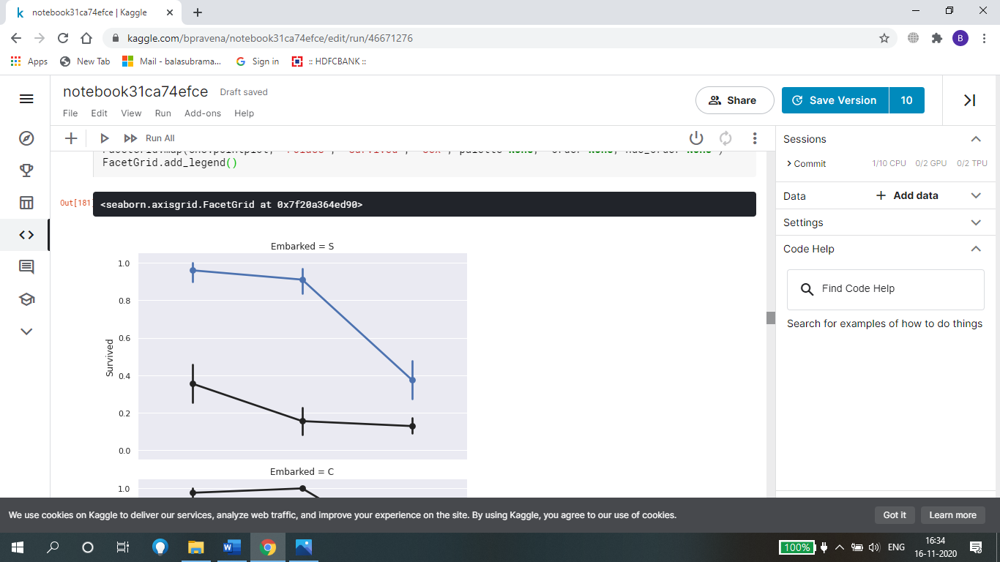 notebook31ca74efce | Kaggle
kaggle.com/bpravena/notebook31ca74efce/edit/run/46671276
B
Apps New Tab Mail - balasubrama... Sign in :: HDFCBANK ::
notebook31ca74efce Draft saved
File Edit View Run Add-ons Help
Share
Save Version 10
Run All
FacetGrid.add_legend()
Out[181
<seaborn.axisgrid.FacetGrid at 0x7f20a364ed90>
Embarked = S
1.0
0.8
0.6
0.4
0.2
0.0
Survived
Embarked = C
1.0
Sessions
Commit 1/10 CPU 0/2 GPU 0/2 TPU
Data + Add data
Settings
Code Help
Find Code Help
Search for examples of how to do things
We use cookies on Kaggle to deliver our services, analyze web traffic, and improve your experience on the site. By using Kaggle, you agree to our use of cookies.
Got it Learn more
100% ENG
16:34
16-11-2020